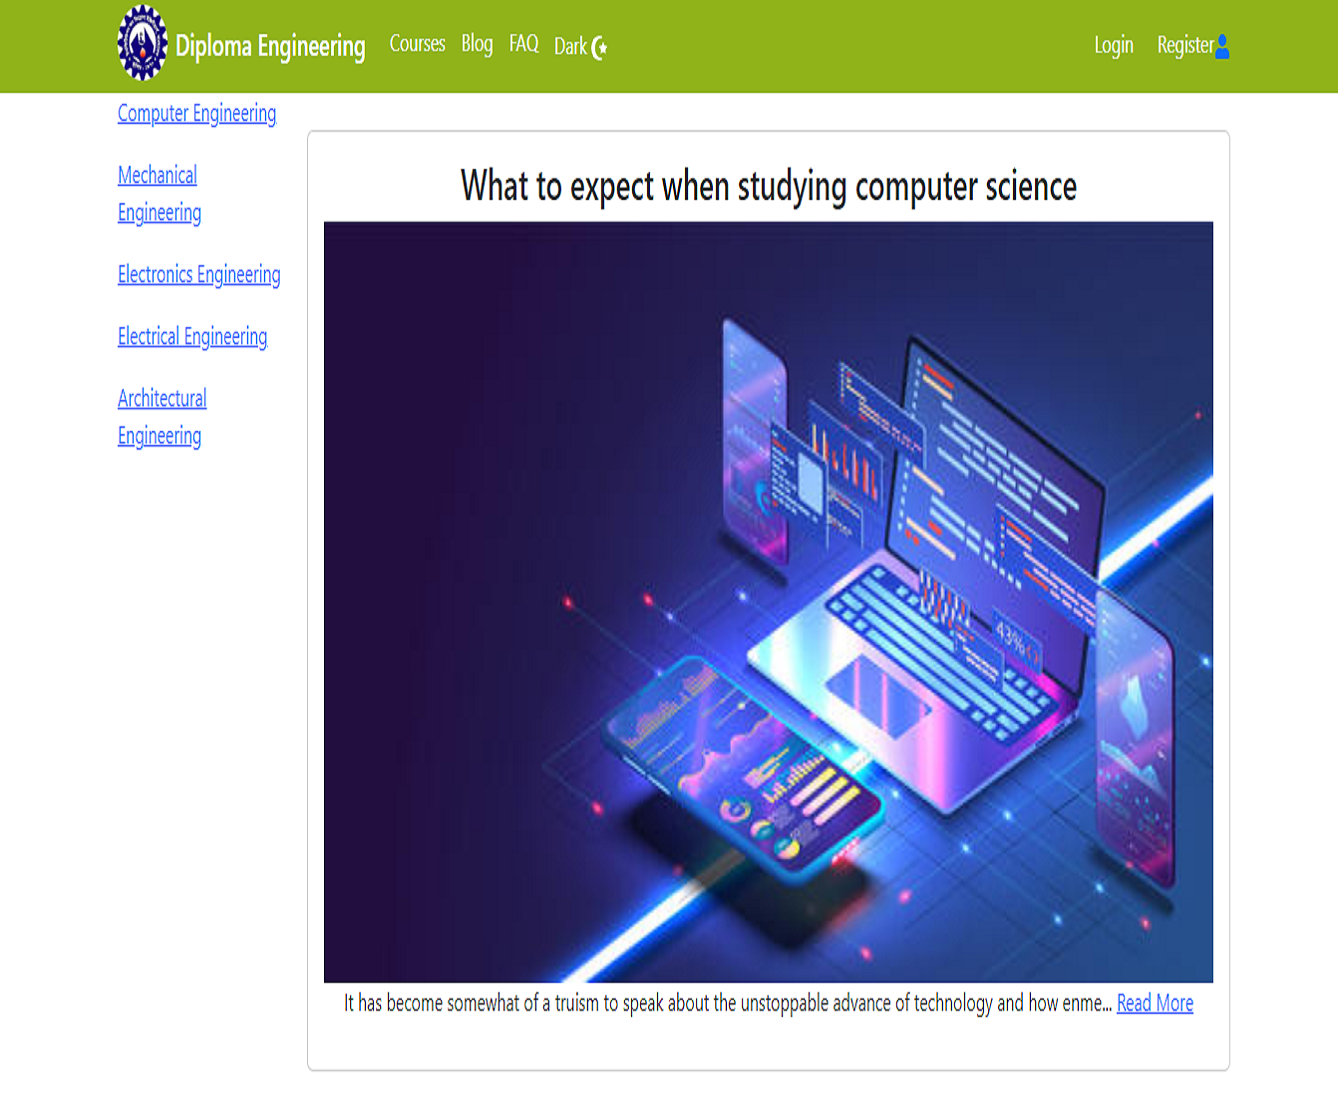 Diploma Engineering
Courses
Blog
FAQ
Dark
Login
Register
Computer Engineering
Mechanical
Engineering
Electronics Engineering
Electrical Engineering
Architectural
Engineering
What to expect when studying computer science
43%
It has become somewhat of a truism to speak about the unstoppable advance of technology and how enme... Read More